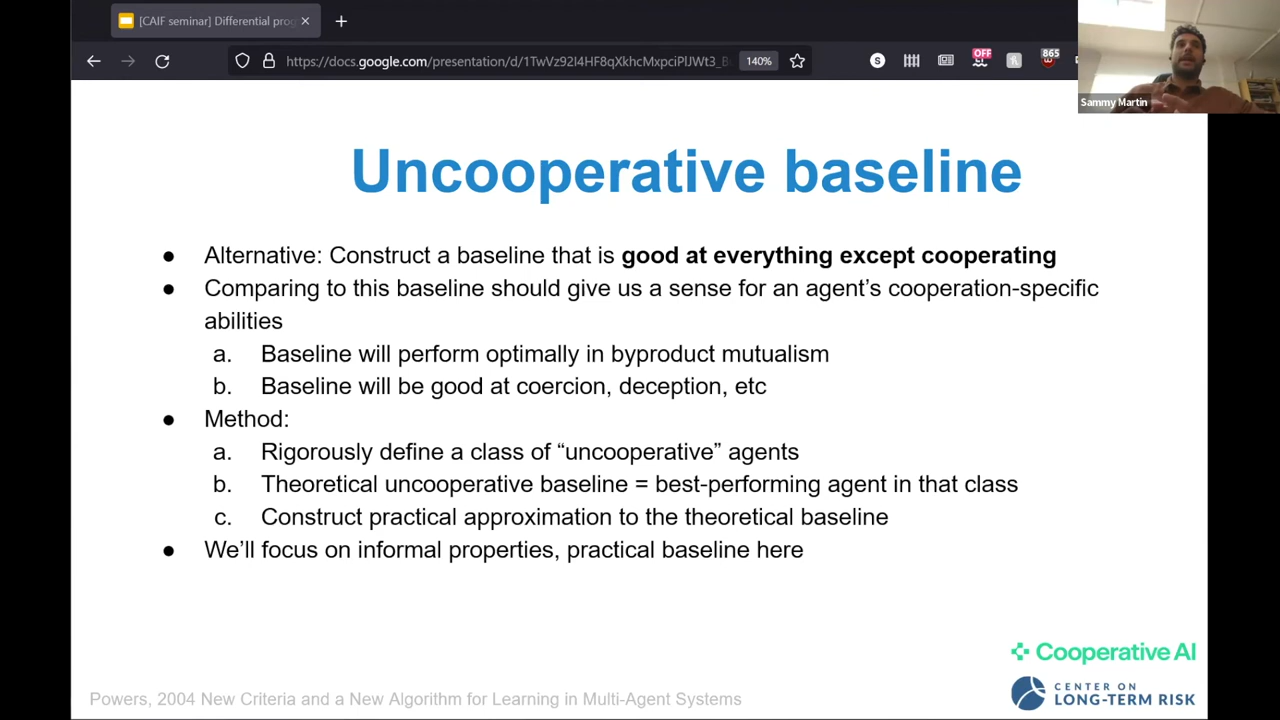 [CAIF seminar] Differential prog
https://docs.google.com/presentation/d/1TwVz92I4HF8qXkhcMxpciPlJWt3_B
140%
OFF
865
Sammy Martin
Uncooperative baseline
● Alternative: Construct a baseline that is good at everything except cooperating
● Comparing to this baseline should give us a sense for an agent's cooperation-specific
abilities
a. Baseline will perform optimally in byproduct mutualism
b. Baseline will be good at coercion, deception, etc
● Method:
a. Rigorously define a class of “uncooperative” agents
b. Theoretical uncooperative baseline = best-performing agent in that class
c. Construct practical approximation to the theoretical baseline
● We'll focus on informal properties, practical baseline here
Cooperative AI
CENTER ON
LONG-TERM RISK
Powers, 2004 New Criteria and a New Algorithm for Learning in Multi-Agent Systems